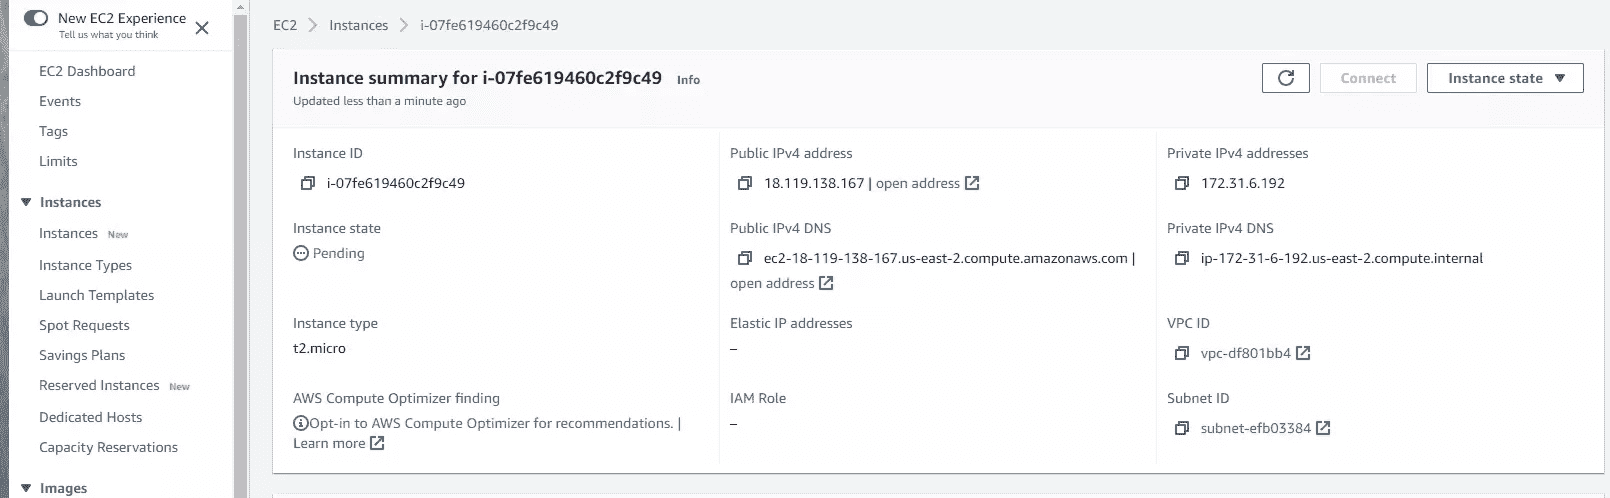 New EC2 Experience
Tell us what you think
EC2 Dashboard
Events
Tags
Limits
Instances
Instances New
Instance Types
Launch Templates
Spot Requests
Savings Plans
Reserved Instances New
Dedicated Hosts
Capacity Reservations
Images
EC2 > Instances > i-07fe619460c2f9c49
Instance summary for i-07fe619460c2f9c49 Info
Updated less than a minute ago
Connect
Instance state
Instance ID
i-07fe619460c2f9c49
Public IPv4 address
18.119.138.167 | open address
Private IPv4 addresses
172.31.6.192
Instance state
Pending
Public IPv4 DNS
ec2-18-119-138-167.us-east-2.compute.amazonaws.com |
open address
Private IPv4 DNS
ip-172-31-6-192.us-east-2.compute.internal
Instance type
t2.micro
Elastic IP addresses
–
VPC ID
vpc-df801bb4
AWS Compute Optimizer finding
Opt-in to AWS Compute Optimizer for recommendations. |
Learn more
IAM Role
–
Subnet ID
subnet-efb03384